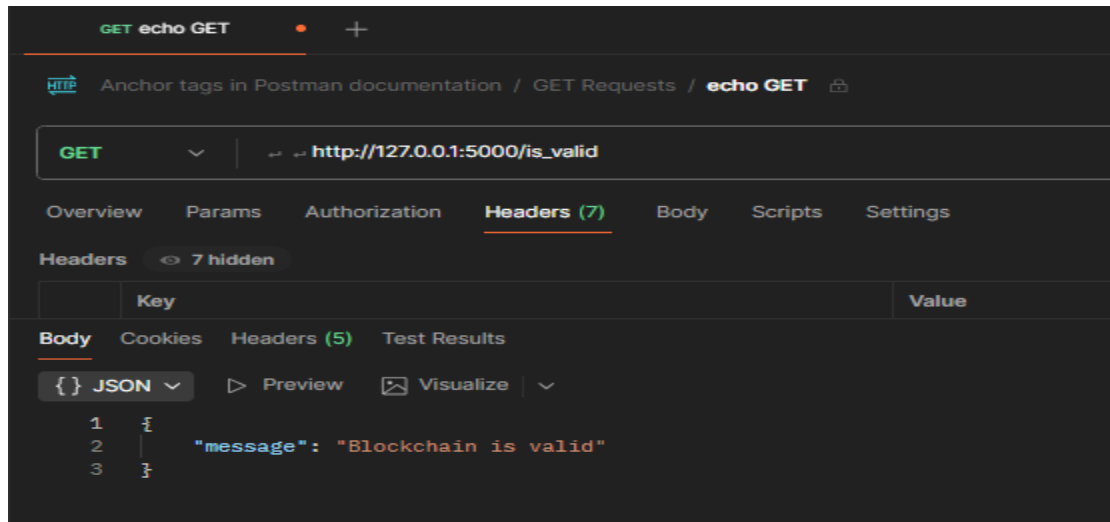 GET echo GET
HTTP Anchor tags in Postman documentation / GET Requests / echo GET
GET ↵ ↵ http://127.0.0.1:5000/is_valid
Overview Params Authorization Headers (7) Body Scripts Settings
Headers 7 hidden
Key Value
Body Cookies Headers (5) Test Results
{} JSON Preview Visualize
1 {
2 "message": "Blockchain is valid"
3 }